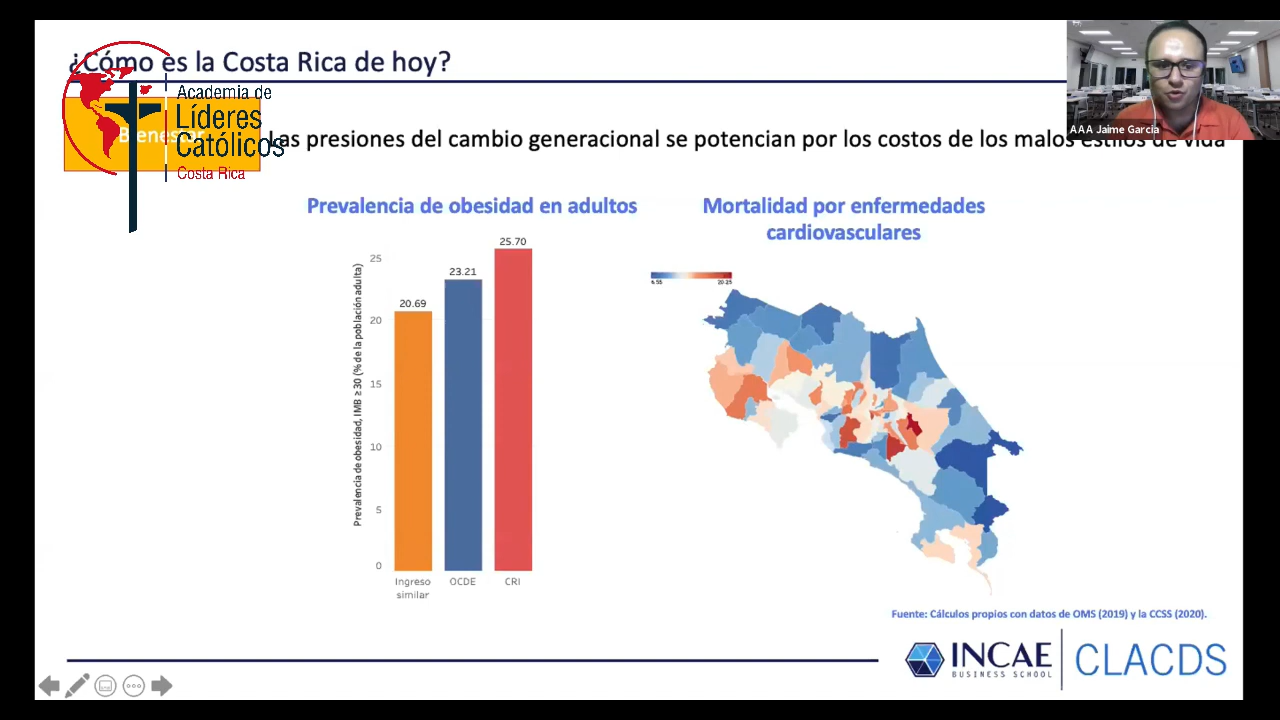 ¿Cómo es la Costa Rica de hoy?
Academia de
Líderes
Católicos
Costa Rica
Bienestar
Las presiones del cambio generacional se potencian por los costos de los malos estilos de vida
AAA Jaime García
Prevalencia de obesidad en adultos
Prevalencia de obesidad, IMB ≥ 30 (% de la población adulta)
25
20
15
10
5
0
20.69
23.21
25.70
Ingreso
similar
OCDE
CRI
Mortalidad por enfermedades
cardiovasculares
20.25
Fuente: Cálculos propios con datos de OMS (2019) y la CCSS (2020).
INCAE
BUSINESS SCHOOL
CLACDS